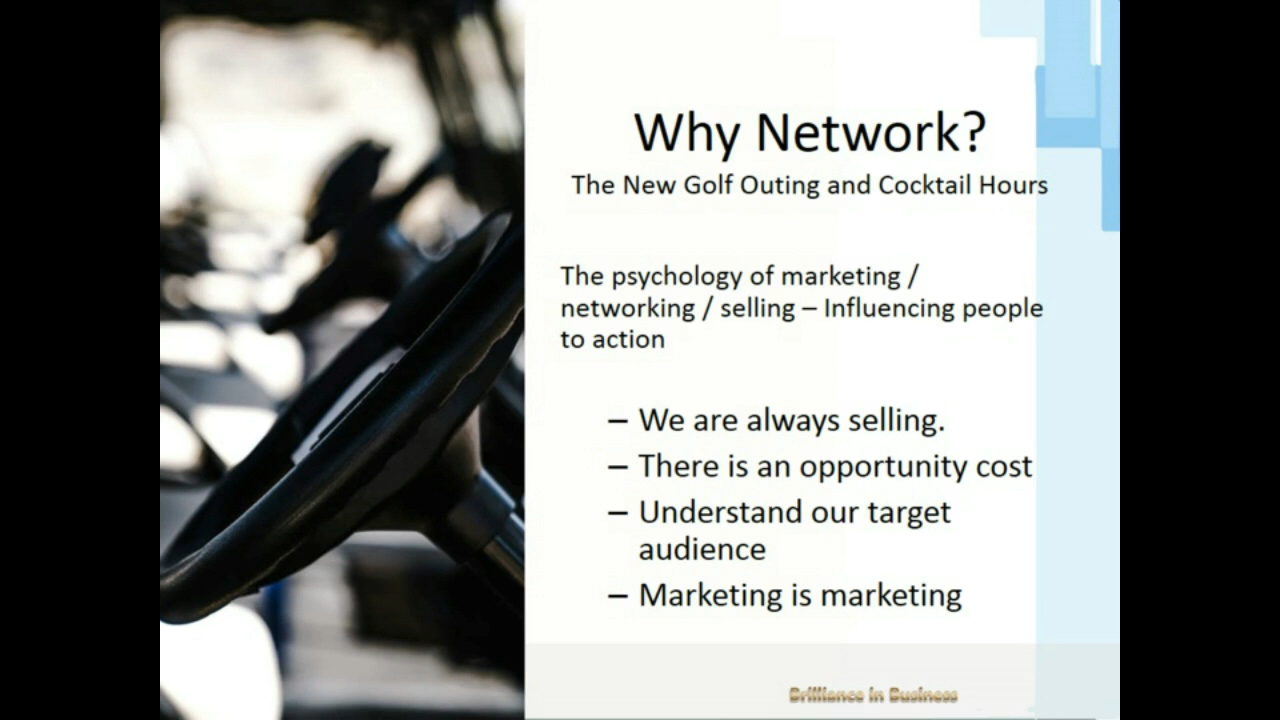 Why Network?
The New Golf Outing and Cocktail Hours
The psychology of marketing /
networking / selling – Influencing people
to action
– We are always selling.
– There is an opportunity cost
– Understand our target
audience
– Marketing is marketing
Brilliance in Business